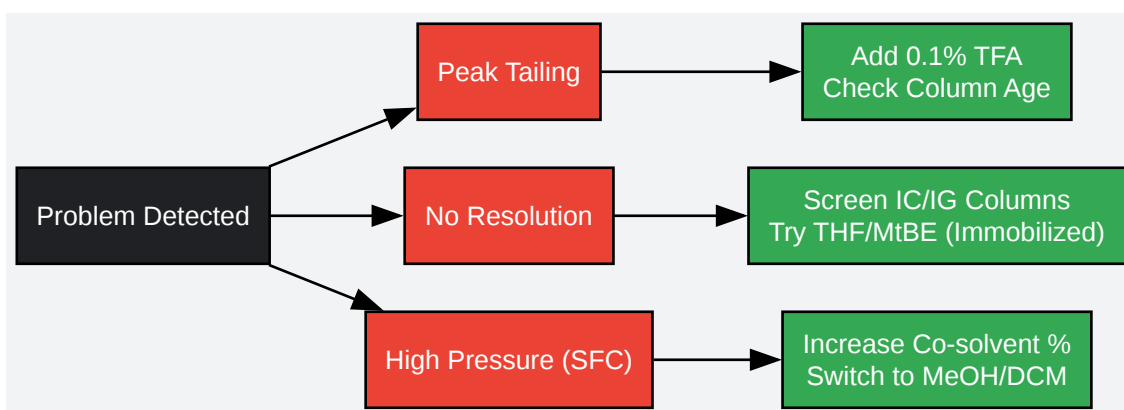 Problem Detected
Peak Tailing
Add 0.1% TFA
Check Column Age
No Resolution
Screen IC/IG Columns
Try THF/MtBE (Immobilized)
High Pressure (SFC)
Increase Co-solvent %
Switch to MeOH/DCM